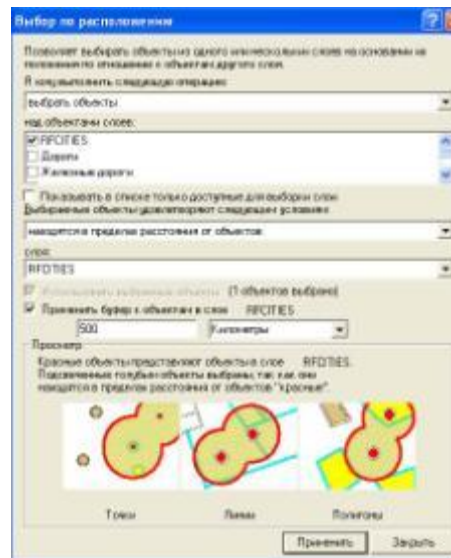 Выбор по расположению
Позволяет выбирать объекты из одного или нескольких слоев на основании их
положения по отношению к объектам другого слоя.
Я хочу выполнить следующую операцию:
выбрать объекты
над объектами слоев:
RFCITIES
Дороги
Железные дороги
Показывать в списке только доступные для выборки слои
Выбираемые объекты удовлетворяют следующим условиям
находятся в пределах расстояния от объектов
слоя:
RFCITIES
Использовать выбранные объекты (1 объектов выбрано)
Применить буфер к объектам в слое RFCITIES
500 Километры
Просмотр
Красные объекты представляют объекты в слое RFCITIES.
Подсвеченные голубым объекты выбраны, так как они
находятся в пределах расстояния от объектов "красные"
Точки Линии Полигоны
Применить Закрыть